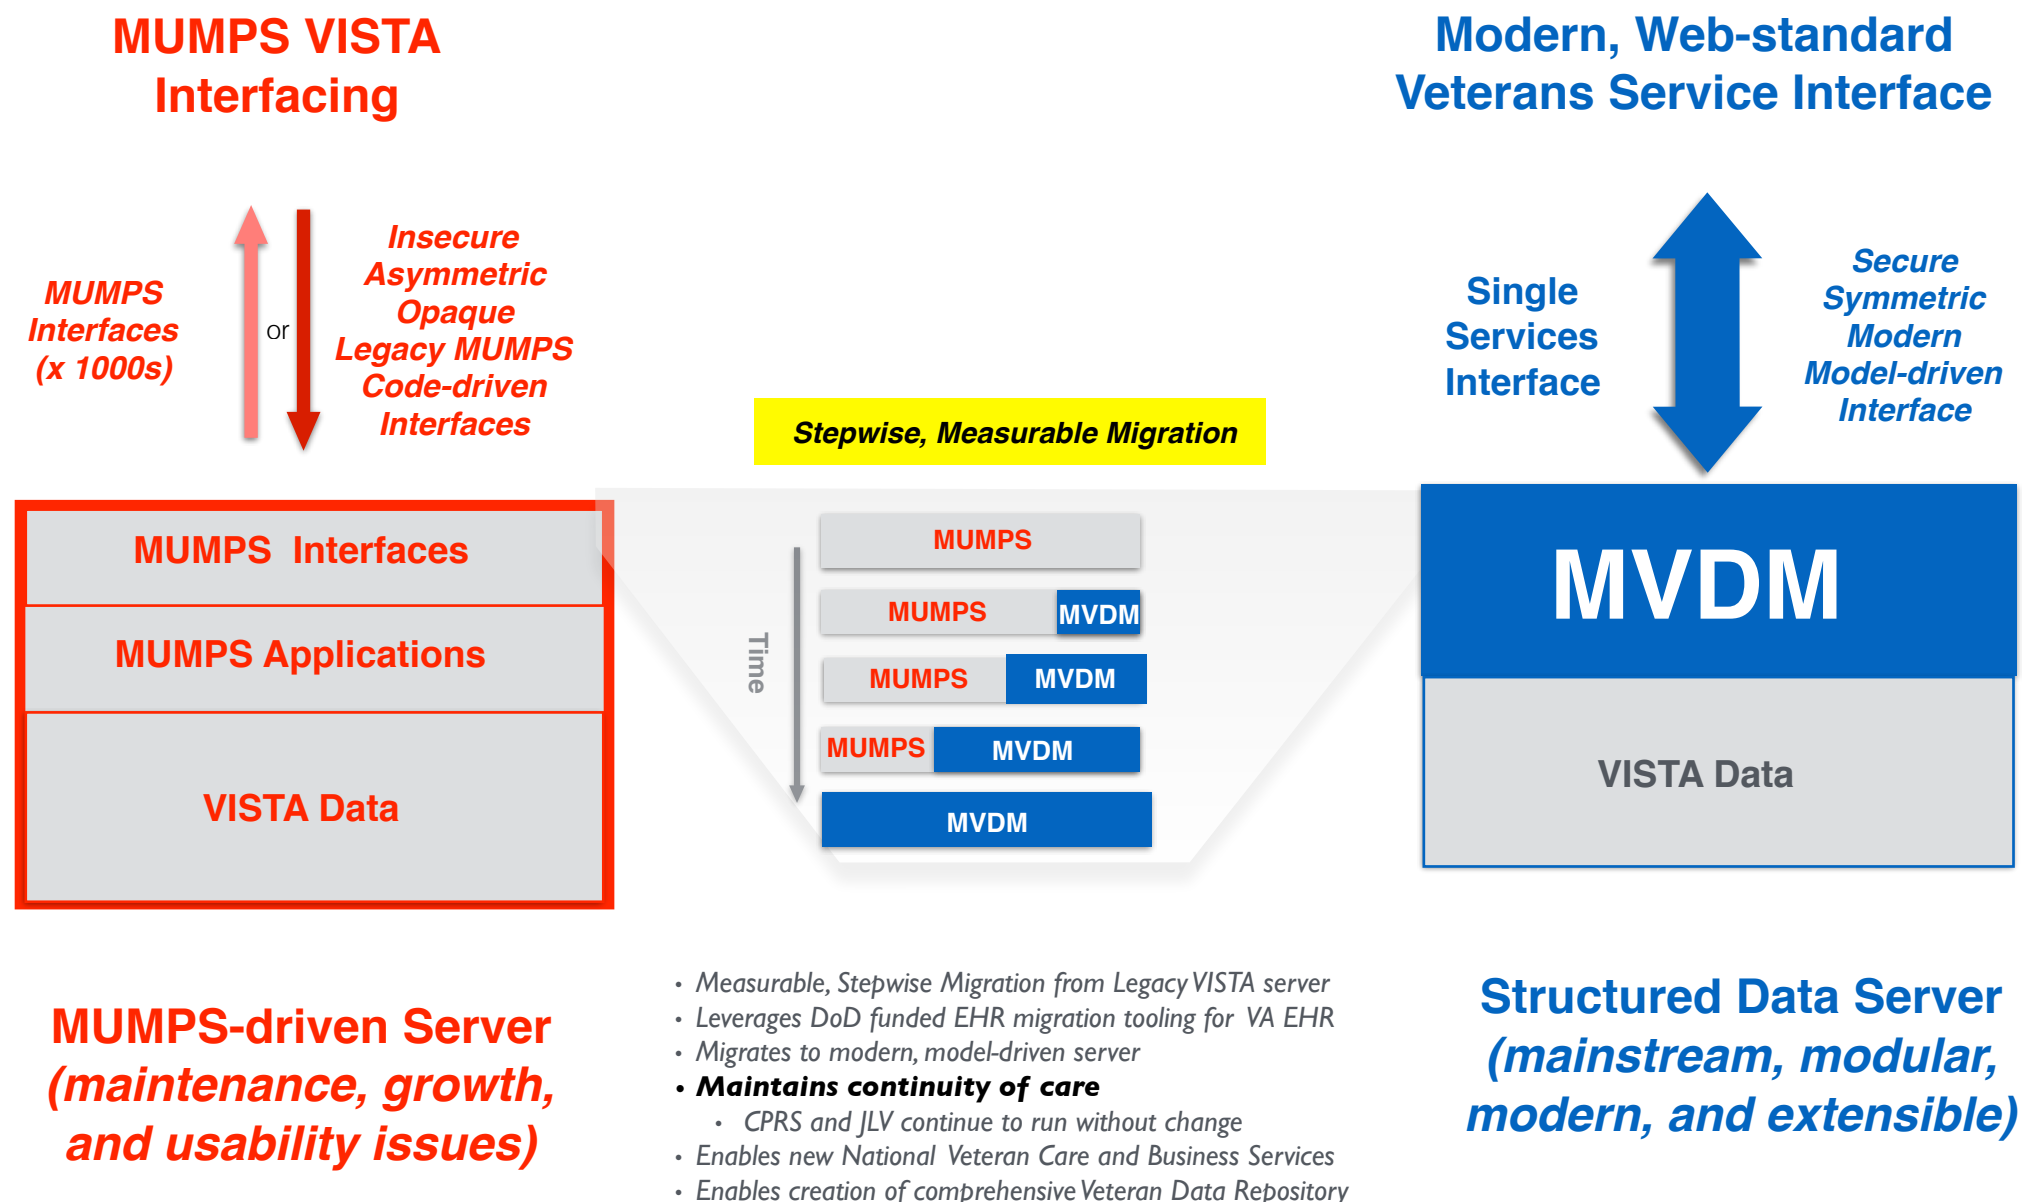 MUMPS VISTA
Interfacing
MUMPS
Interfaces
(x 1000s)
or
Insecure
Asymmetric
Opaque
Legacy MUMPS
Code-driven
Interfaces
MUMPS Interfaces
MUMPS Applications
VISTA Data
MUMPS-driven Server
(maintenance, growth,
and usability issues)
Stepwise, Measurable Migration
Time
MUMPS
MUMPS MVDM
MUMPS MVDM
MUMPS MVDM
MVDM
• Measurable, Stepwise Migration from Legacy VISTA server
• Leverages DoD funded EHR migration tooling for VA EHR
• Migrates to modern, model-driven server
• Maintains continuity of care
• CPRS and JLV continue to run without change
• Enables new National Veteran Care and Business Services
• Enables creation of comprehensive Veteran Data Repository
Modern, Web-standard
Veterans Service Interface
Single
Services
Interface
Secure
Symmetric
Modern
Model-driven
Interface
MVDM
VISTA Data
Structured Data Server
(mainstream, modular,
modern, and extensible)